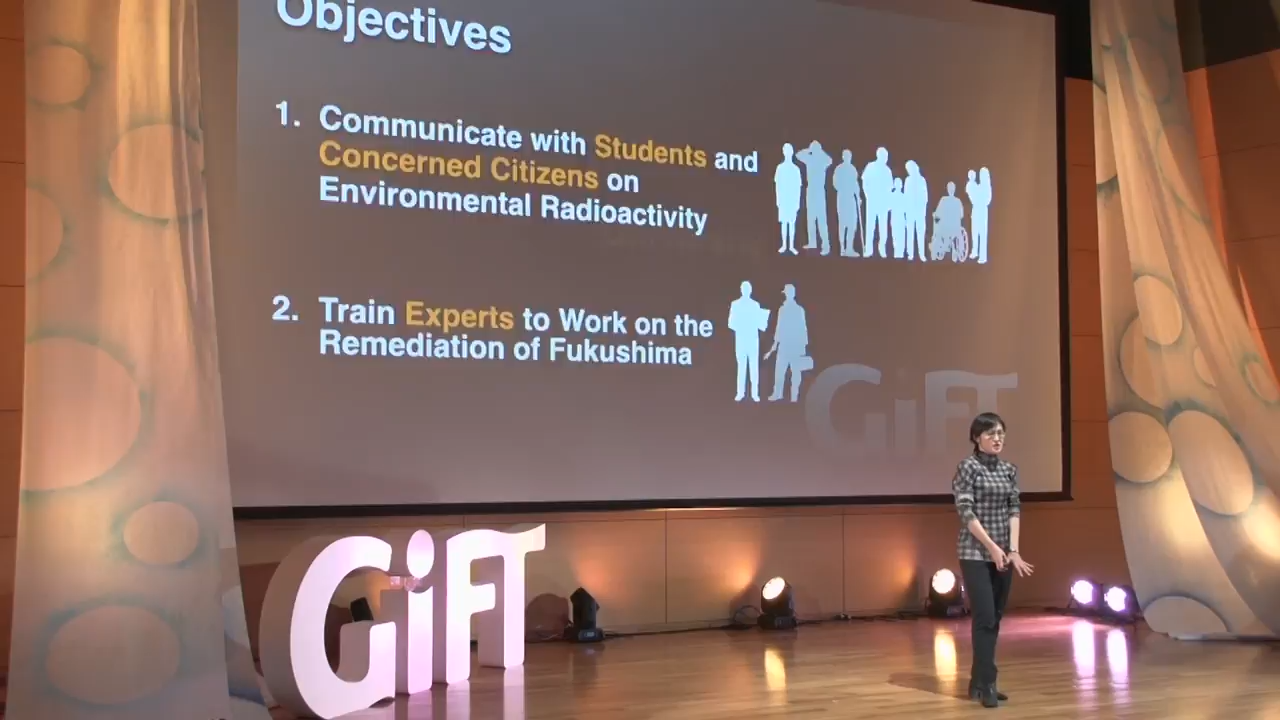 Objectives
1. Communicate with Students and
Concerned Citizens on
Environmental Radioactivity
2. Train Experts to Work on the
Remediation of Fukushima
GiFT
GiFT